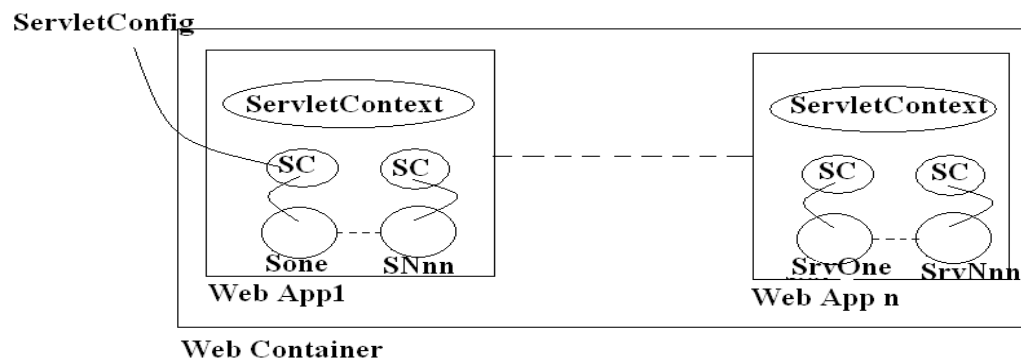 ServletConfig
ServletContext
SC
SC
Sone
SNnn
Web App1
ServletContext
SC
SC
SrvOne
SrvNnn
Web App n
Web Container